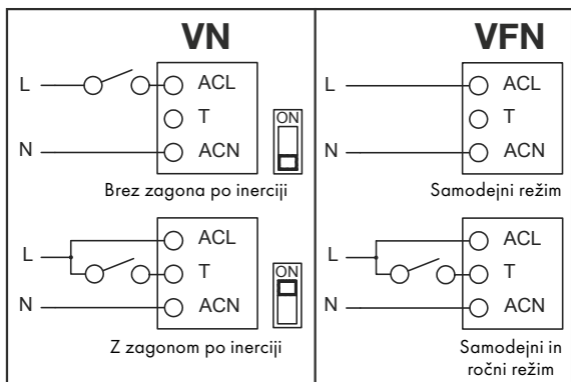 VN
L ACL
T
N ACN
ON
Brez zagona po inerciji
L ACL
T
N ACN
ON
Z zagonom po inerciji
VFN
L ACL
T
N ACN
Samodejni režim
L ACL
T
N ACN
Samodejni in
ročni režim